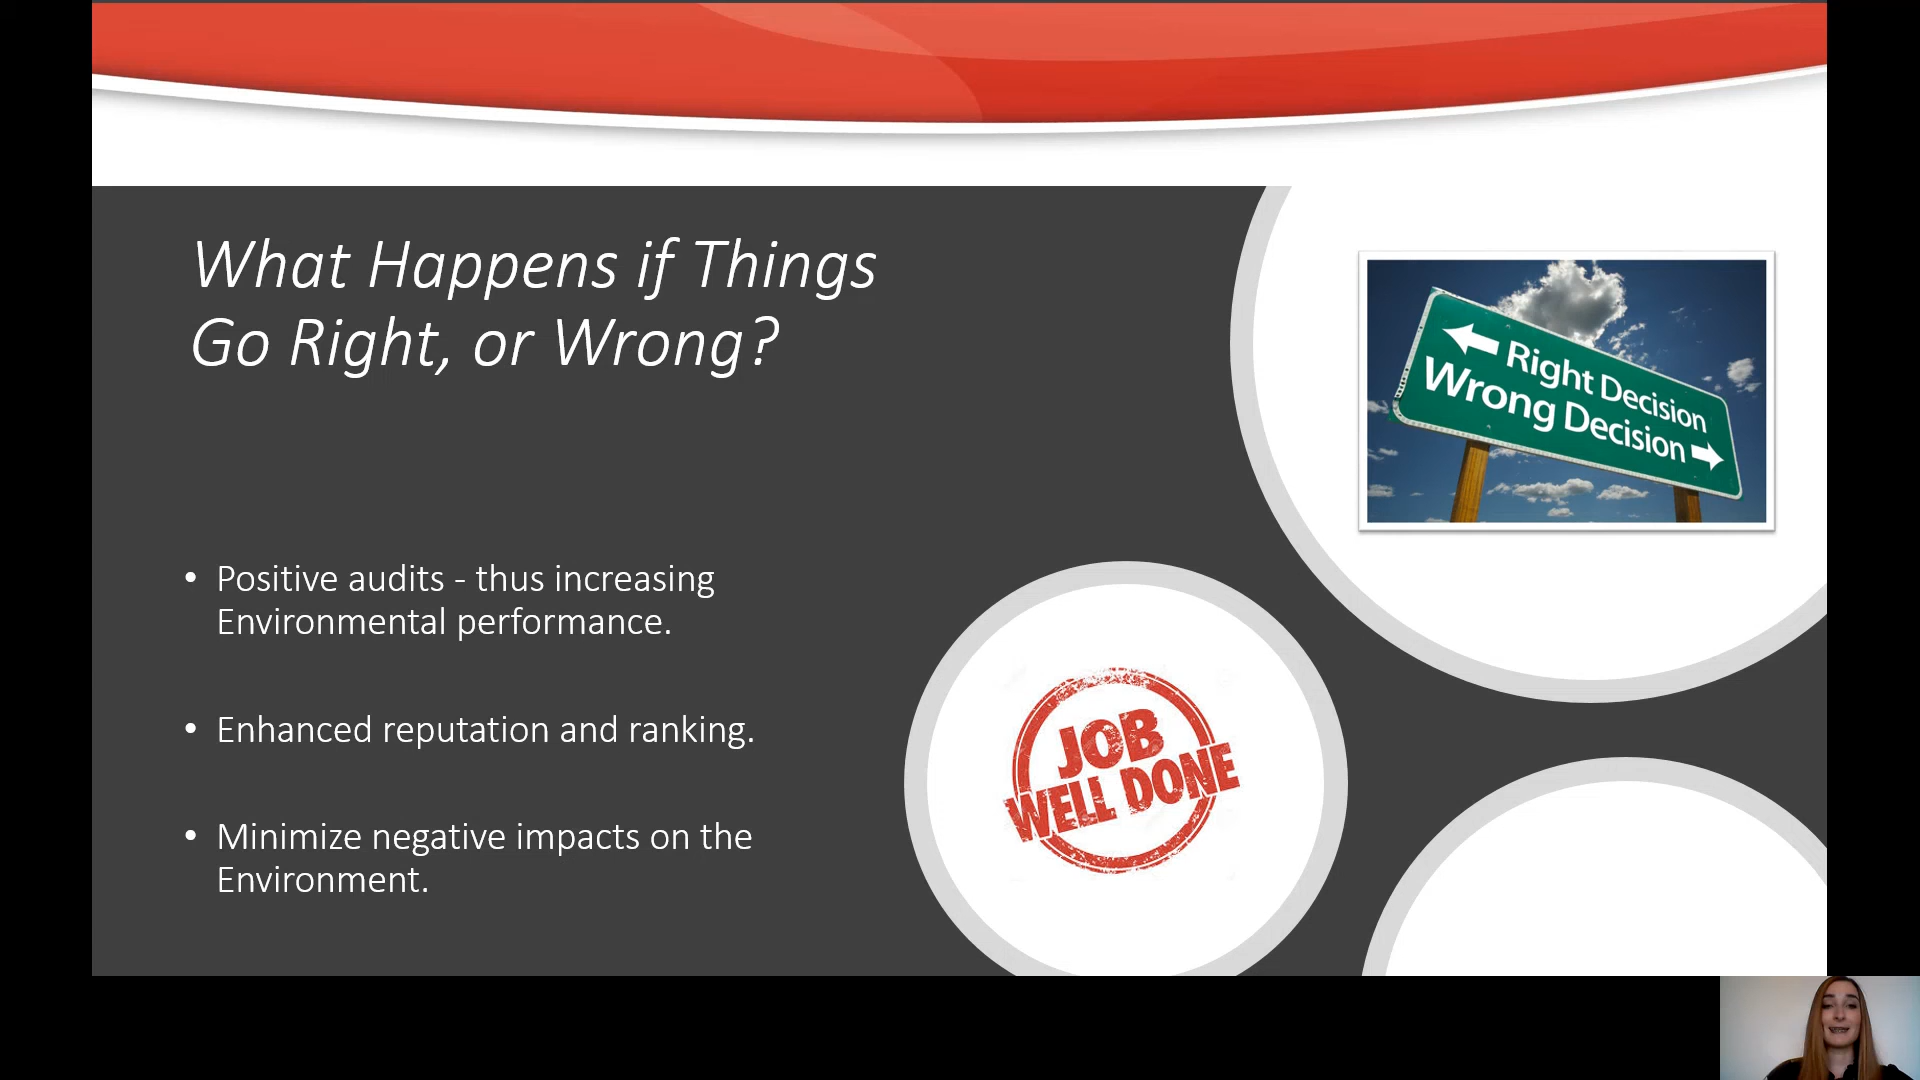 What Happens if Things
Go Right, or Wrong?
Right Decision
Wrong Decision
• Positive audits - thus increasing
Environmental performance.
• Enhanced reputation and ranking.
• Minimize negative impacts on the
Environment.
JOB
WELL DONE